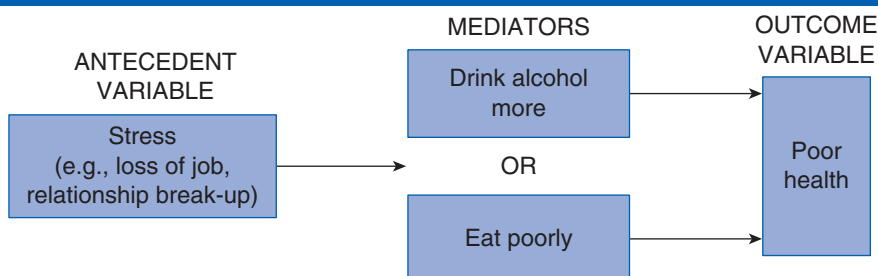 ANTECEDENT
VARIABLE
Stress
(e.g., loss of job,
relationship break-up)
MEDIATORS
Drink alcohol
more
OR
Eat poorly
OUTCOME
VARIABLE
Poor
health